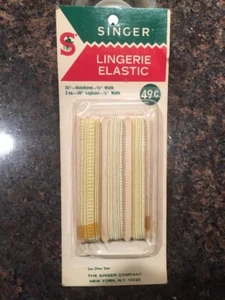 SINGER
S
LINGERIE
ELASTIC
49¢
See Other Side
THE SINGER COMPANY
NEW YORK, N.Y.